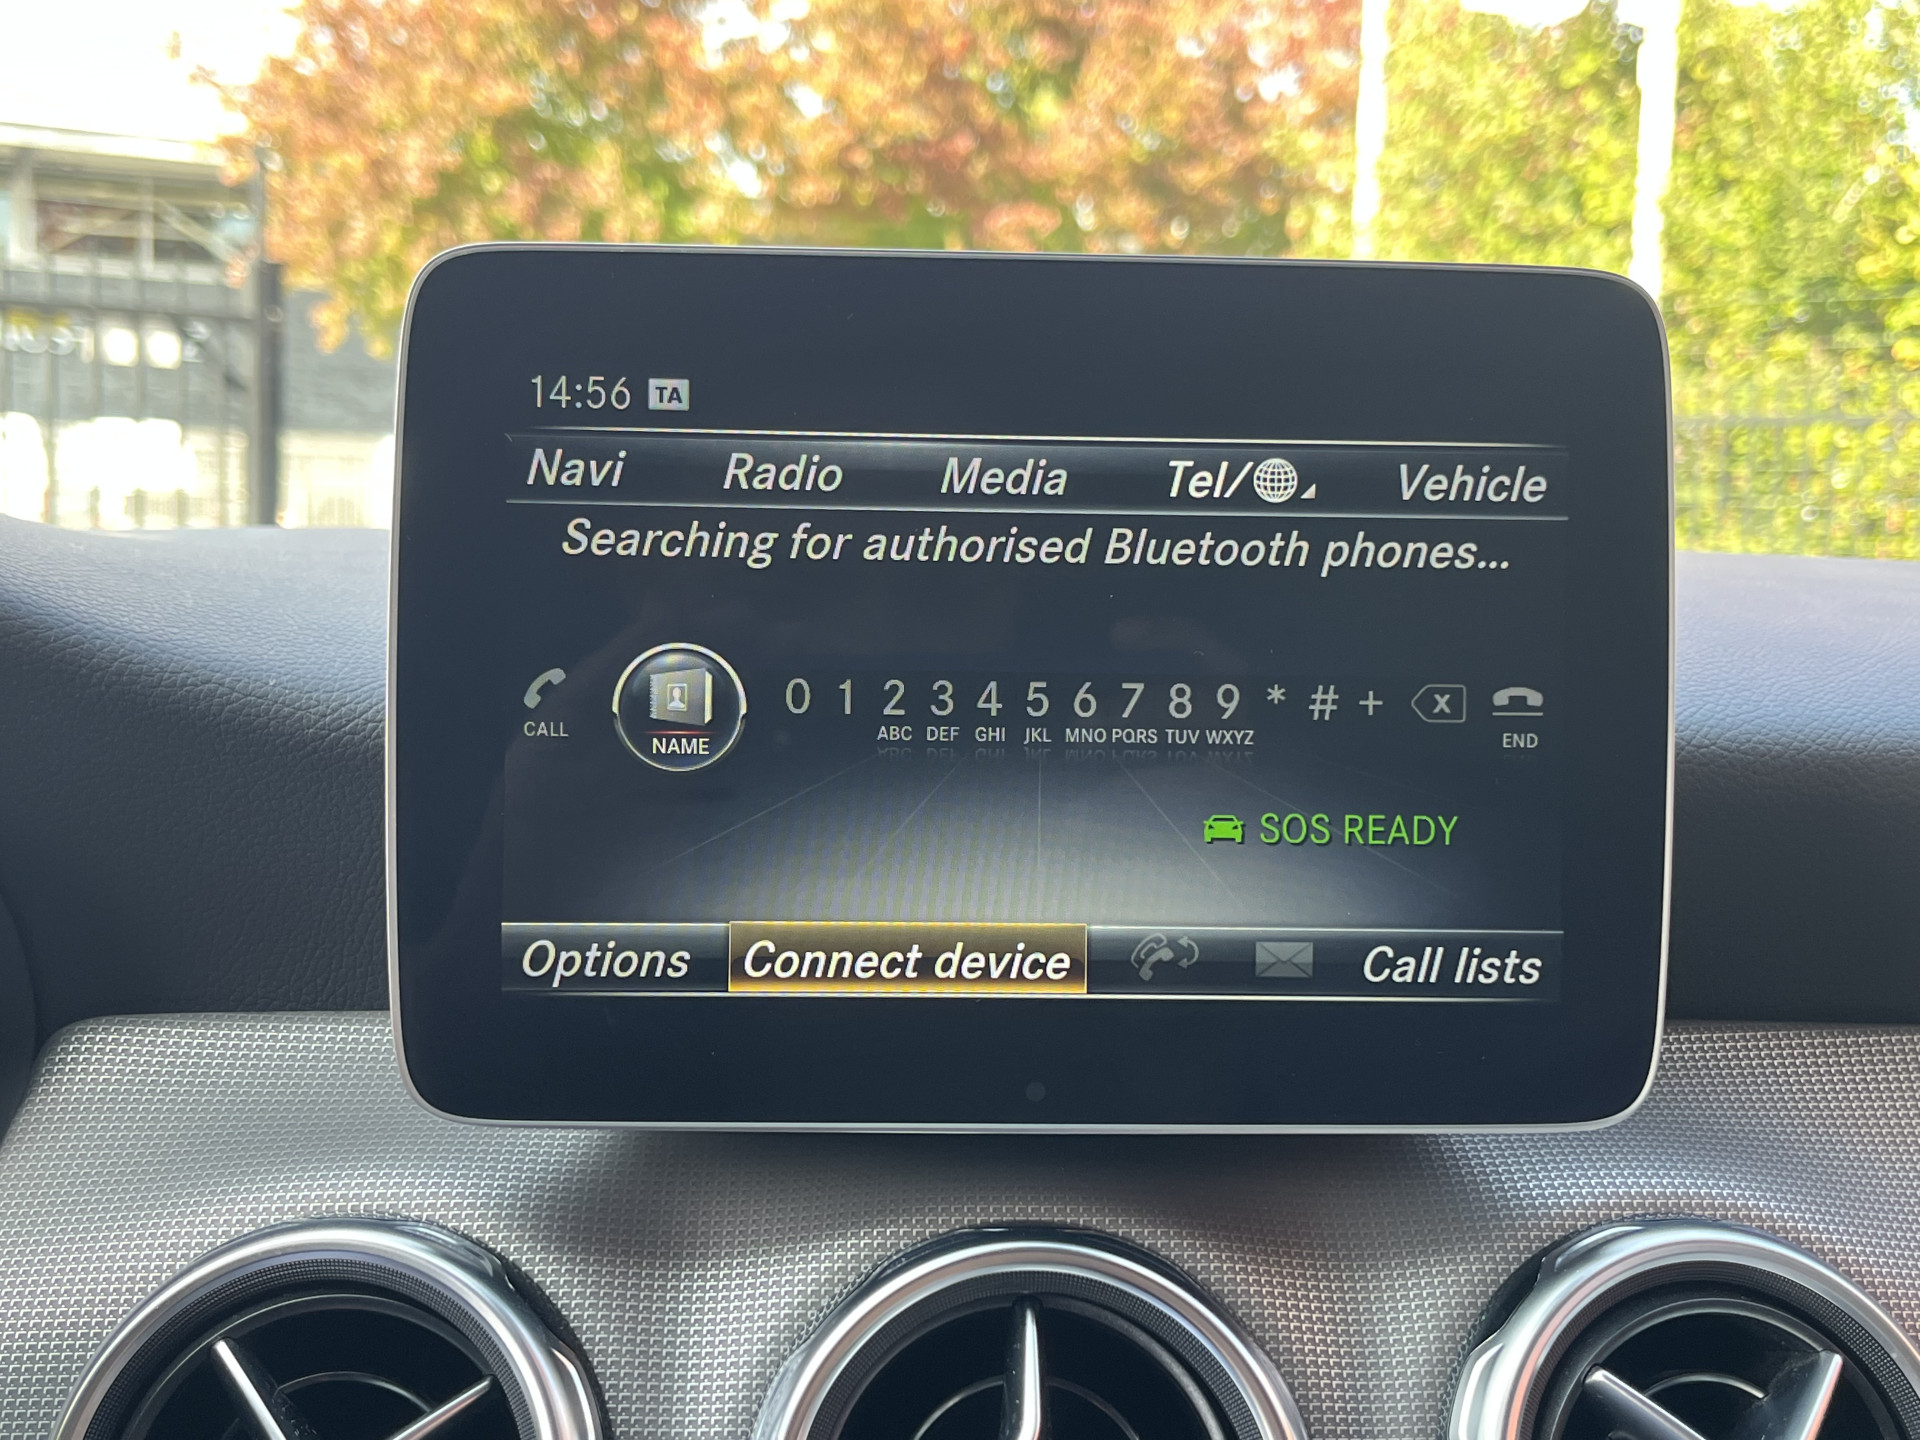 14:56 TA
Navi Radio Media Tel/ Vehicle
Searching for authorised Bluetooth phones...
0 1 2 3 4 5 6 7 8 9 * # + X
CALL NAME ABC DEF GHI JKL MNO PQRS TUV WXYZ END
SOS READY
Options Connect device Call lists